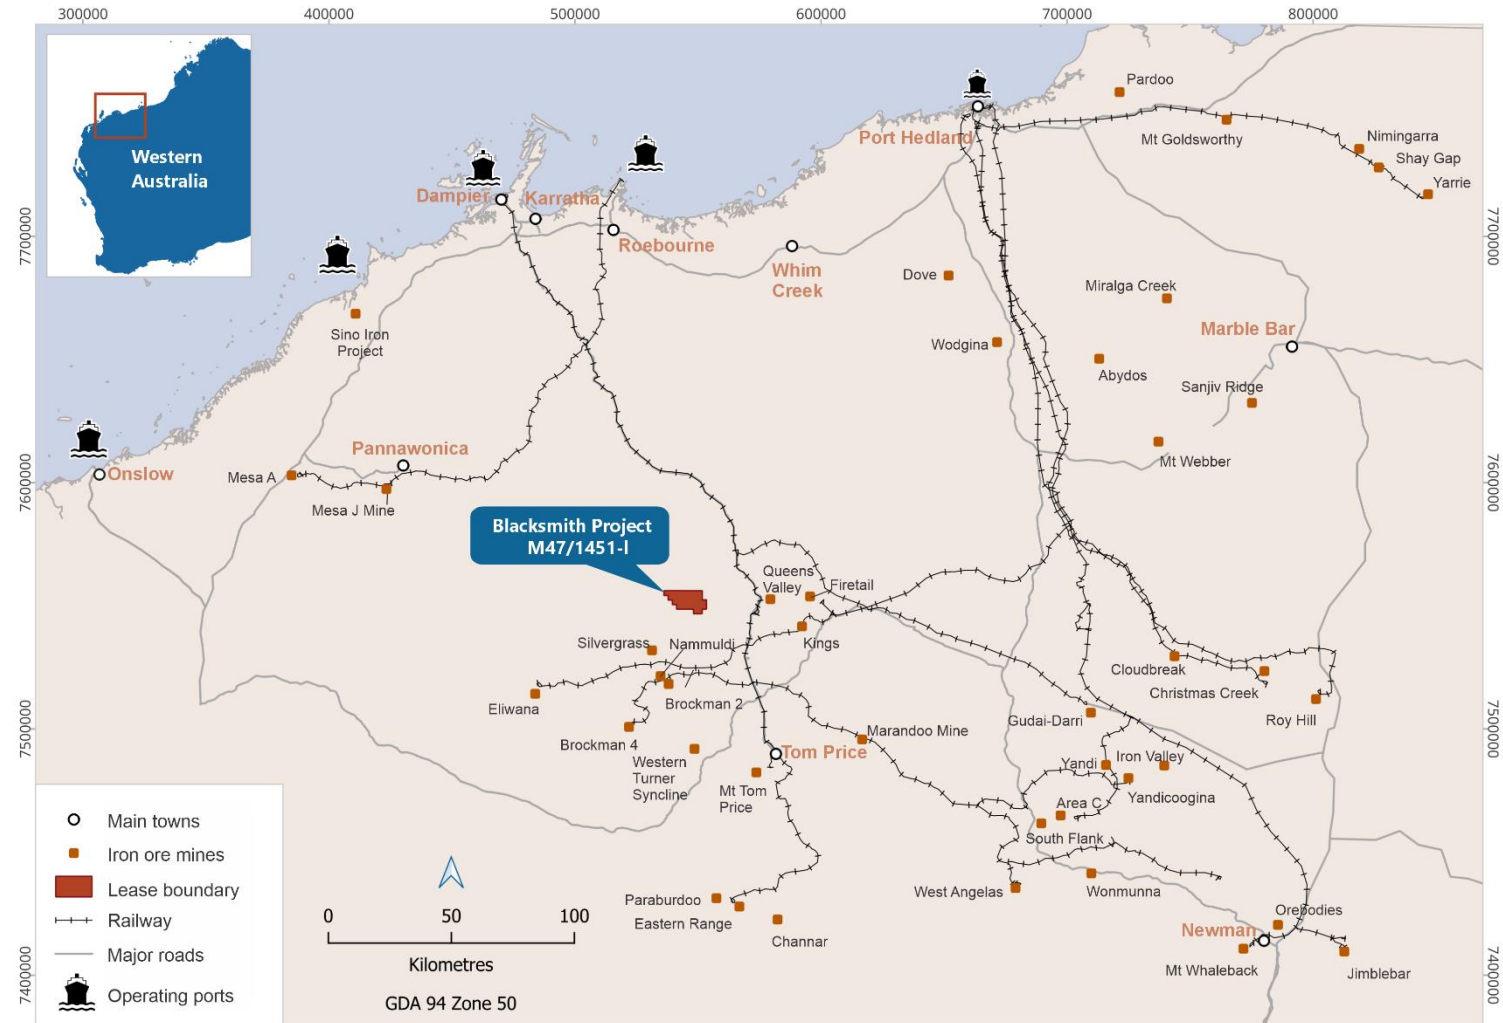 300000
400000
500000
600000
700000
800000
Western
Australia
Pardoo
Port Hedland
Mt Goldsworthy
Nimingarra
Shay Gap
Yarrie
Dampier
Karratha
Roebourne
7700000
7700000
Whim
Creek
Dove
Miralga Creek
Marble Bar
Sino Iron
Project
Wodgina
Abydos
Sanjiv Ridge
Pannawonica
Mt Webber
Onslow
Mesa A
Mesa J Mine
7600000
7600000
Blacksmith Project
M47/1451-I
Queens
Valley
Firetail
Kings
Silvergrass
Nammuldi
Cloudbreak
Christmas Creek
Roy Hill
Eliwana
Brockman 2
Brockman 4
Gudai-Darri
7500000
7500000
Marandoo Mine
Tom Price
Western
Turner
Syncline
Mt Tom
Price
Yandi
Iron Valley
Yandicoogina
Area C
South Flank
West Angelas
Wonmunna
Paraburdoo
Eastern Range
Channar
Orebodies
Newman
Mt Whaleback
Jimblebar
7400000
7400000
Main towns
Iron ore mines
Lease boundary
Railway
Major roads
Operating ports
0
50
100
Kilometres
GDA 94 Zone 50